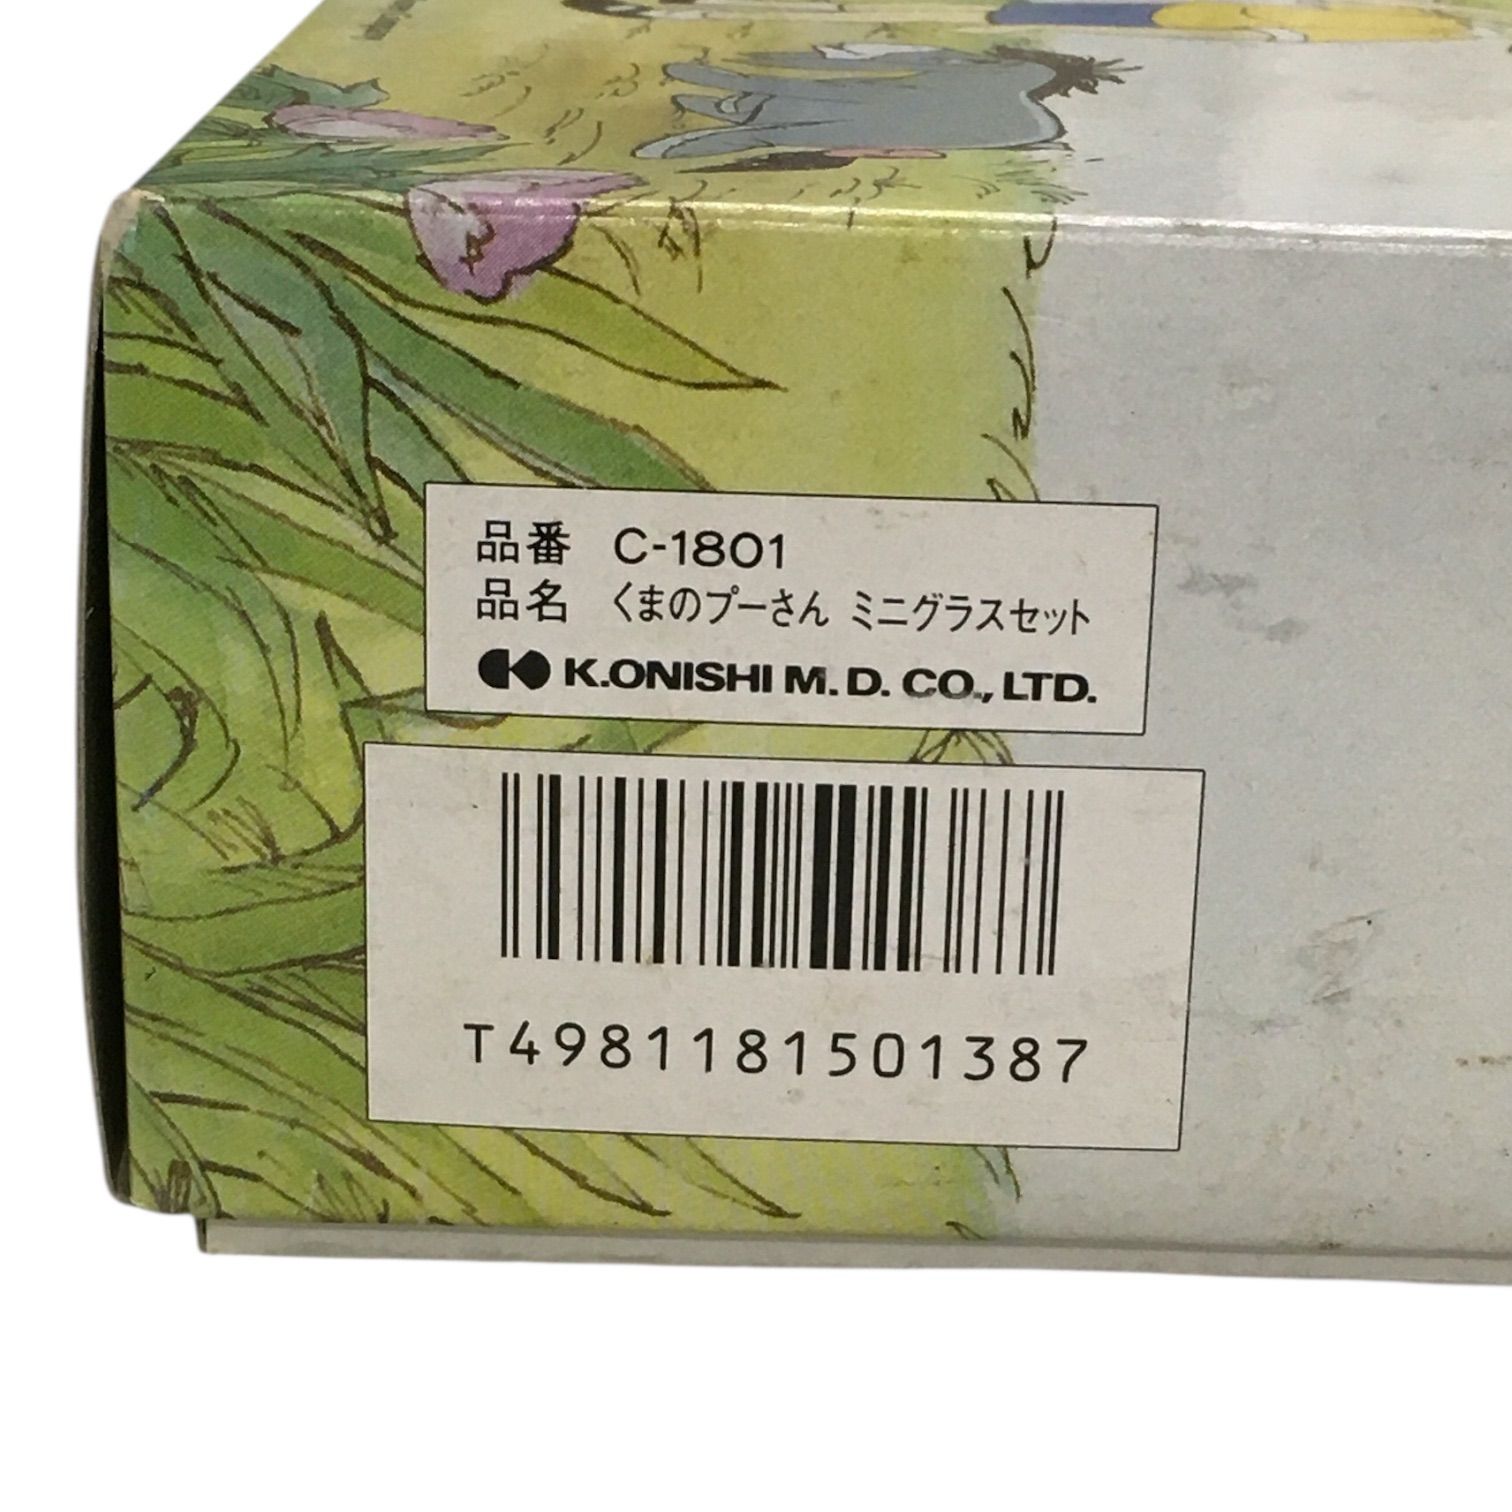 品番 C-1801
品名 くまのプーさん ミニグラスセット
K.ONISHI M.D. CO., LTD.
T4981181501387